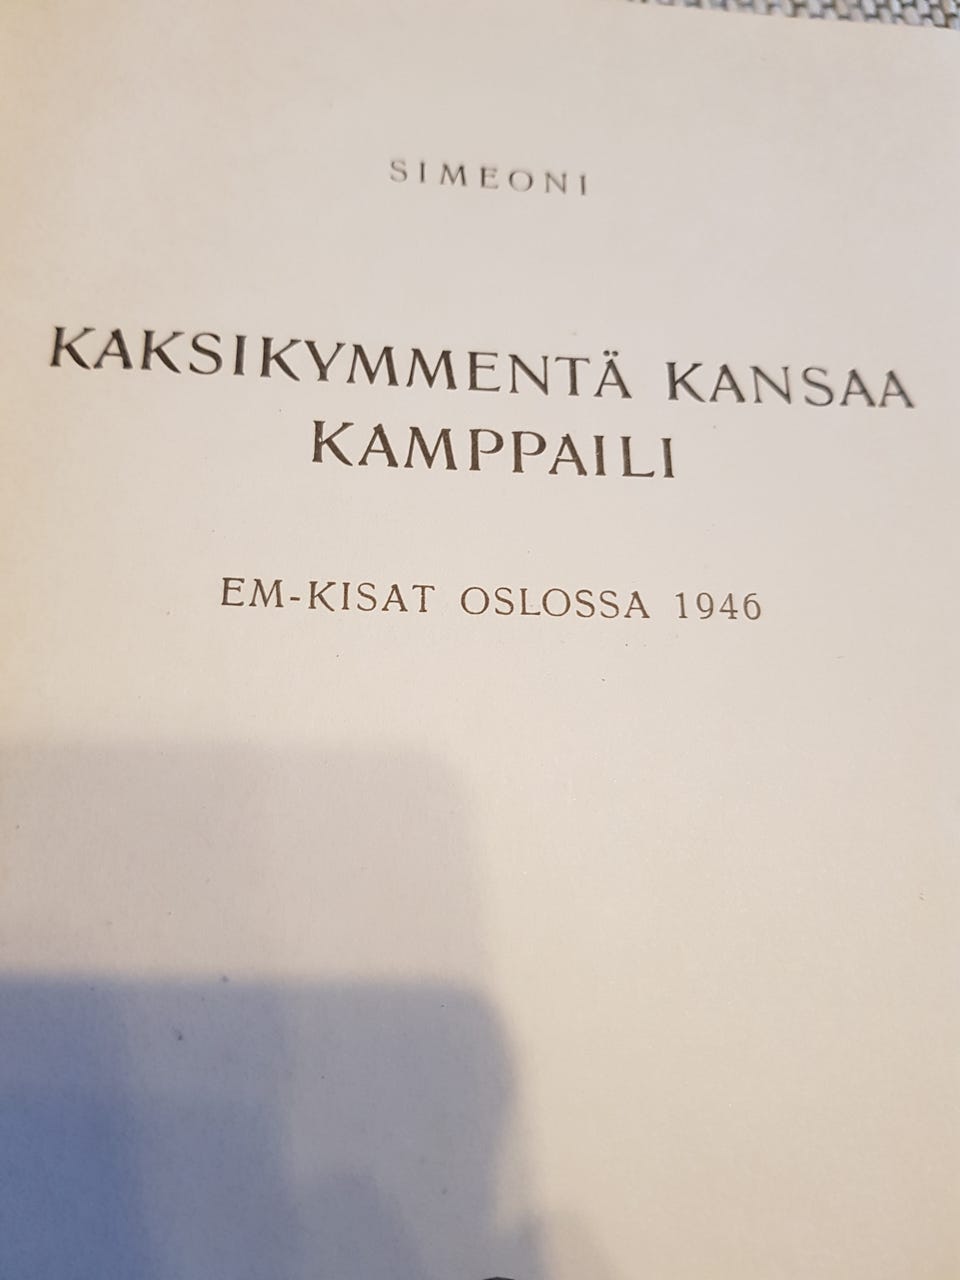 SIMEONI
KAKSIKYMMENTÄ KANSAA
KAMPPAILI
EM-KISAT OSLOSSA 1946